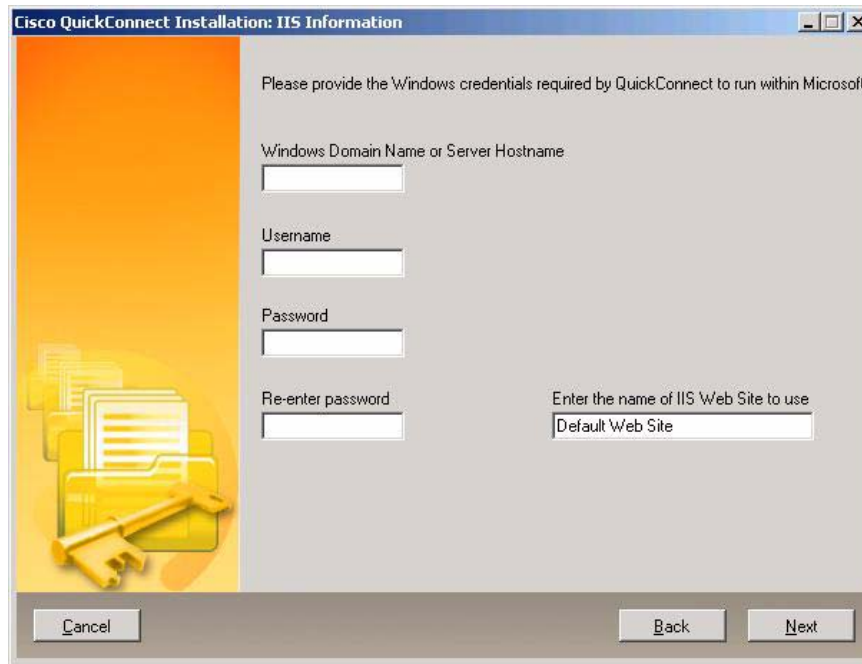 Cisco QuickConnect Installation: IIS Information
Please provide the Windows credentials required by QuickConnect to run within Microsoft
Windows Domain Name or Server Hostname
Username
Password
Re-enter password
Enter the name of IIS Web Site to use
Default Web Site
Cancel
Back
Next